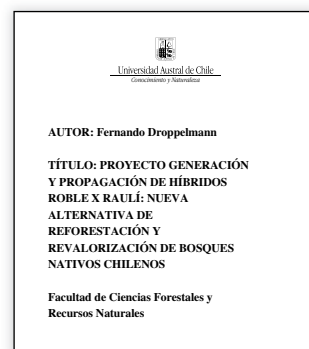 Universidad Austral de Chile
Conocimiento y Naturaleza
AUTOR: Fernando Droppelmann
TÍTULO: PROYECTO GENERACIÓN
Y PROPAGACIÓN DE HÍBRIDOS
ROBLE X RAULÍ: NUEVA
ALTERNATIVA DE
REFORESTACIÓN Y
REVALORIZACIÓN DE BOSQUES
NATIVOS CHILENOS
Facultad de Ciencias Forestales y
Recursos Naturales